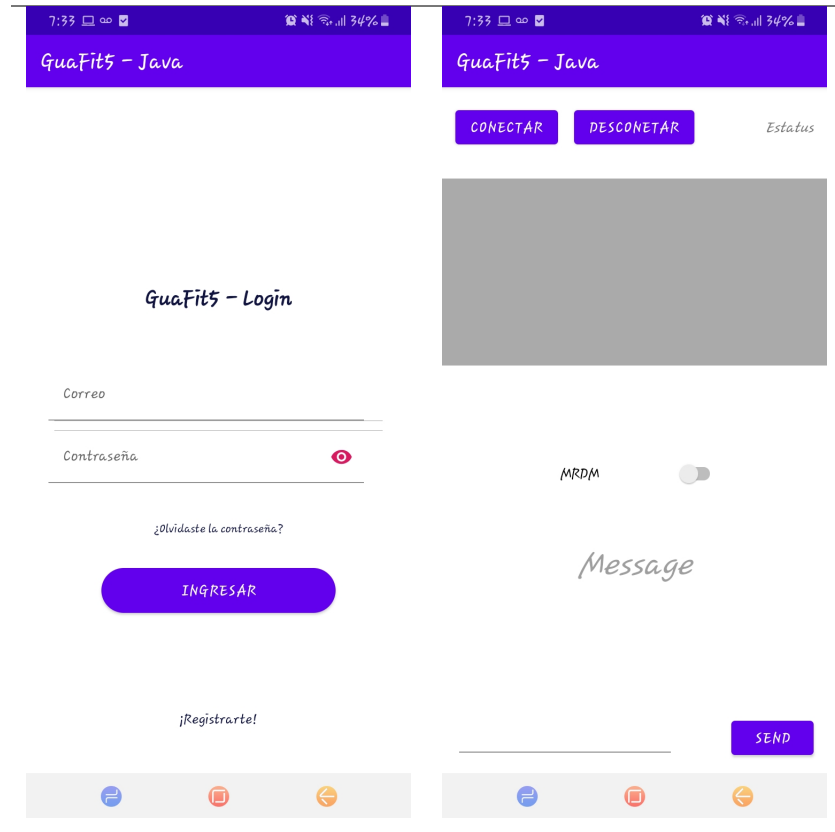 7:33 34%
GuaFit5 - Java
GuaFit5 - Login
Correo
Contraseña
¿Olvidaste la contraseña?
INGRESAR
¡Registrarte!
7:33 34%
GuaFit5 - Java
CONECTAR DESCONETAR Estatus
MRDM
Message
SEND